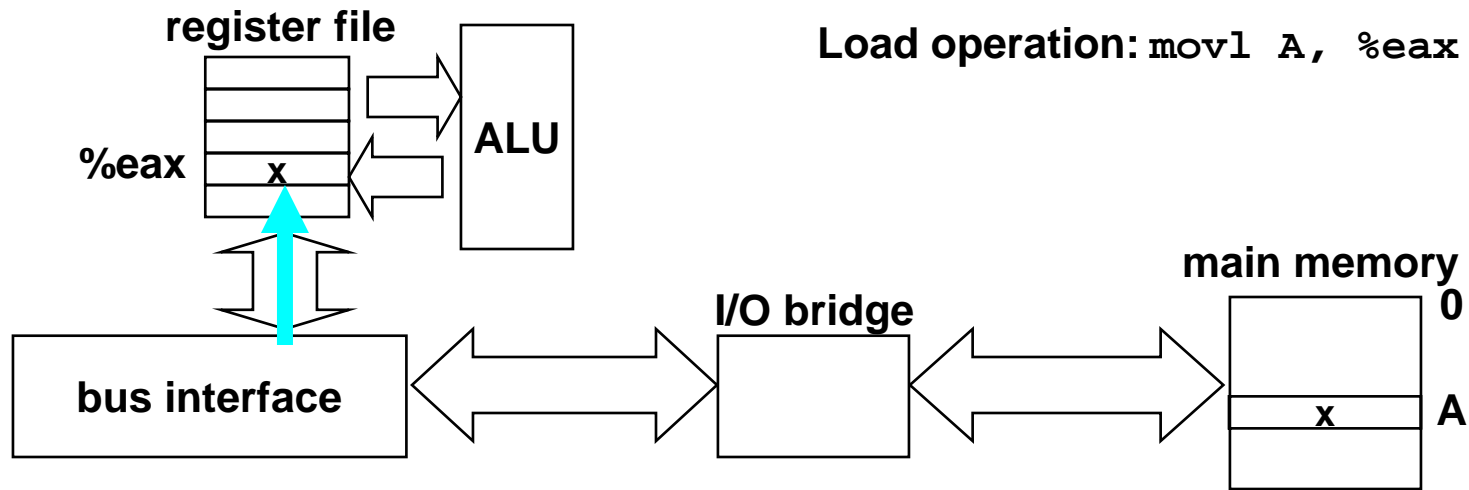 register file
Load operation: movl A, %eax
ALU
%eax
x
main memory
0
I/O bridge
bus interface
x
A